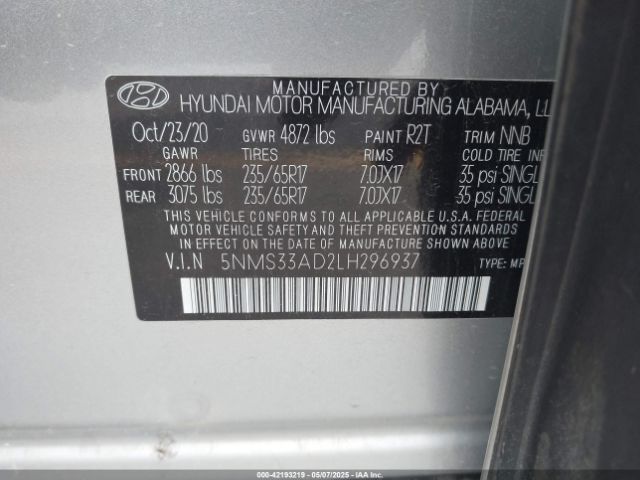 MANUFACTURED BY
HYUNDAI MOTOR MANUFACTURING ALABAMA, LL
Oct/23/20 GVWR 4872 lbs PAINT R2T TRIM NNB
GAWR TIRES RIMS COLD TIRE INF
FRONT 2866 lbs 235/65R17 7.0JX17 35 psi SINGL
REAR 3075 lbs 235/65R17 7.0JX17 35 psi SINGL
THIS VEHICLE CONFORMS TO ALL APPLICABLE U.S.A. FEDERAL
MOTOR VEHICLE SAFETY AND THEFT PREVENTION STANDARDS
IN EFFECT ON THE DATE OF MANUFACTURE SHOWN ABOVE.
V.I.N 5NMS33AD2LH296937 TYPE: MP
000-42193219 - 05/07/2025 - IAAI.COM